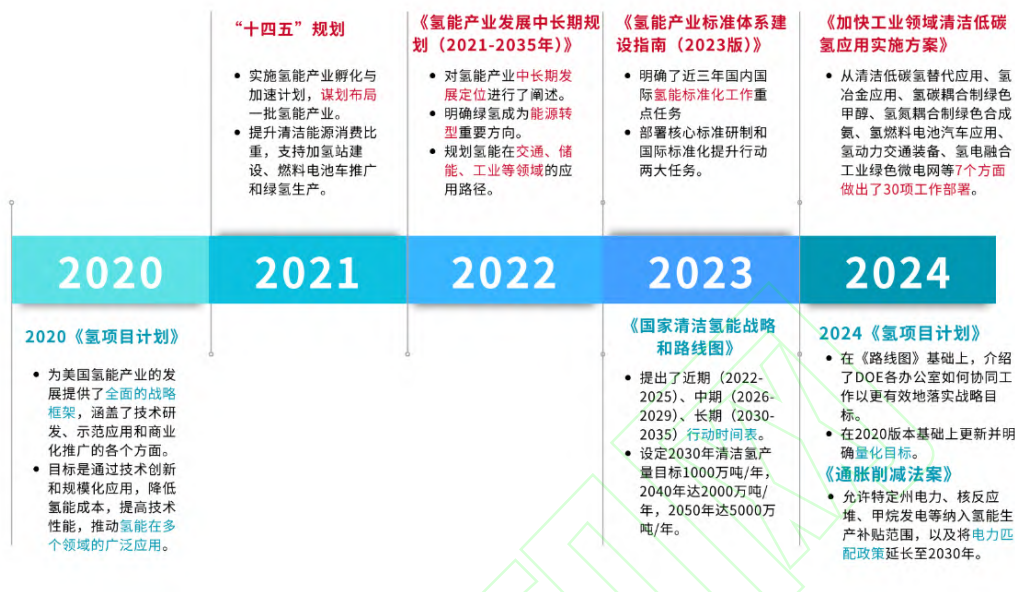 “十四五”规划
• 实施氢能产业孵化与
加速计划，谋划布局
一批氢能产业。
• 提升清洁能源消费比
重，支持加氢站建
设、燃料电池车推广
和绿氢生产。
《氢能产业发展中长期规
划（2021-2035年）》
• 对氢能产业中长期发
展定位进行了阐述。
• 明确绿氢成为能源转
型重要方向。
• 规划氢能在交通、储
能、工业等领域的应
用路径。
《氢能产业标准体系建
设指南（2023版）》
• 明确了近三年国内国
际氢能标准化工作重
点任务
• 部署核心标准研制和
国际标准化提升行动
两大任务。
《加快工业领域清洁低碳
氢应用实施方案》
• 从清洁低碳氢替代应用、氢
冶金应用、氢碳耦合制绿色
甲醇、氢氮耦合制绿色合成
氨、氢燃料电池汽车应用、
氢动力交通装备、氢电融合
工业绿色微电网等7个方面
做出了30项工作部署。
2020
2021
2022
2023
2024
2020《氢项目计划》
• 为美国氢能产业的发
展提供了全面的战略
框架，涵盖了技术研
发、示范应用和商业
化推广的各个方面。
• 目标是通过技术创新
和规模化应用，降低
氢能成本，提高技术
性能，推动氢能在多
个领域的广泛应用。
《国家清洁氢能战略
和路线图》
• 提出了近期（2022-
2025）、中期（2026-
2029）、长期（2030-
2035）行动时间表。
• 设定2030年清洁氢产
量目标1000万吨/年，
2040年达2000万吨/
年，2050年达5000万
吨/年。
2024《氢项目计划》
• 在《路线图》基础上，介绍
了DOE各办公室如何协同工
作以更有效地落实战略目
标。
• 在2020版本基础上更新并明
确量化目标。
《通胀削减法案》
• 允许特定州电力、核反应
堆、甲烷发电等纳入氢能生
产补贴范围，以及将电力匹
配政策延长至2030年。